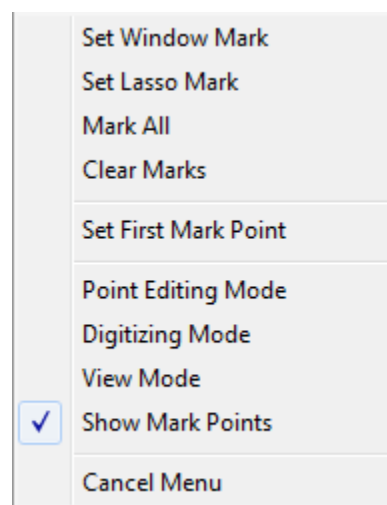 Set Window Mark
Set Lasso Mark
Mark All
Clear Marks
Set First Mark Point
Point Editing Mode
Digitizing Mode
View Mode
Show Mark Points
Cancel Menu